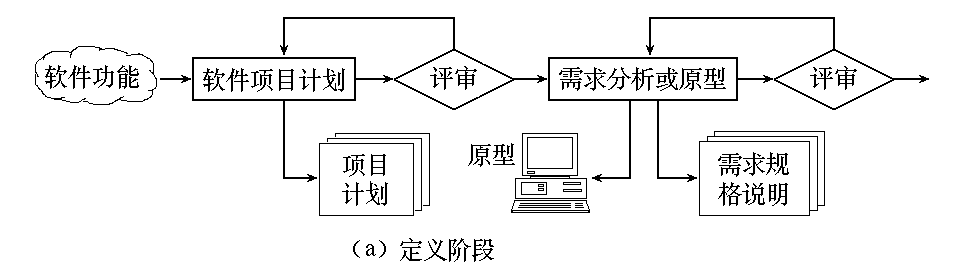 软件功能
软件项目计划
评审
需求分析或原型
评审
项目
计划
原型
需求规
格说明
（a）定义阶段